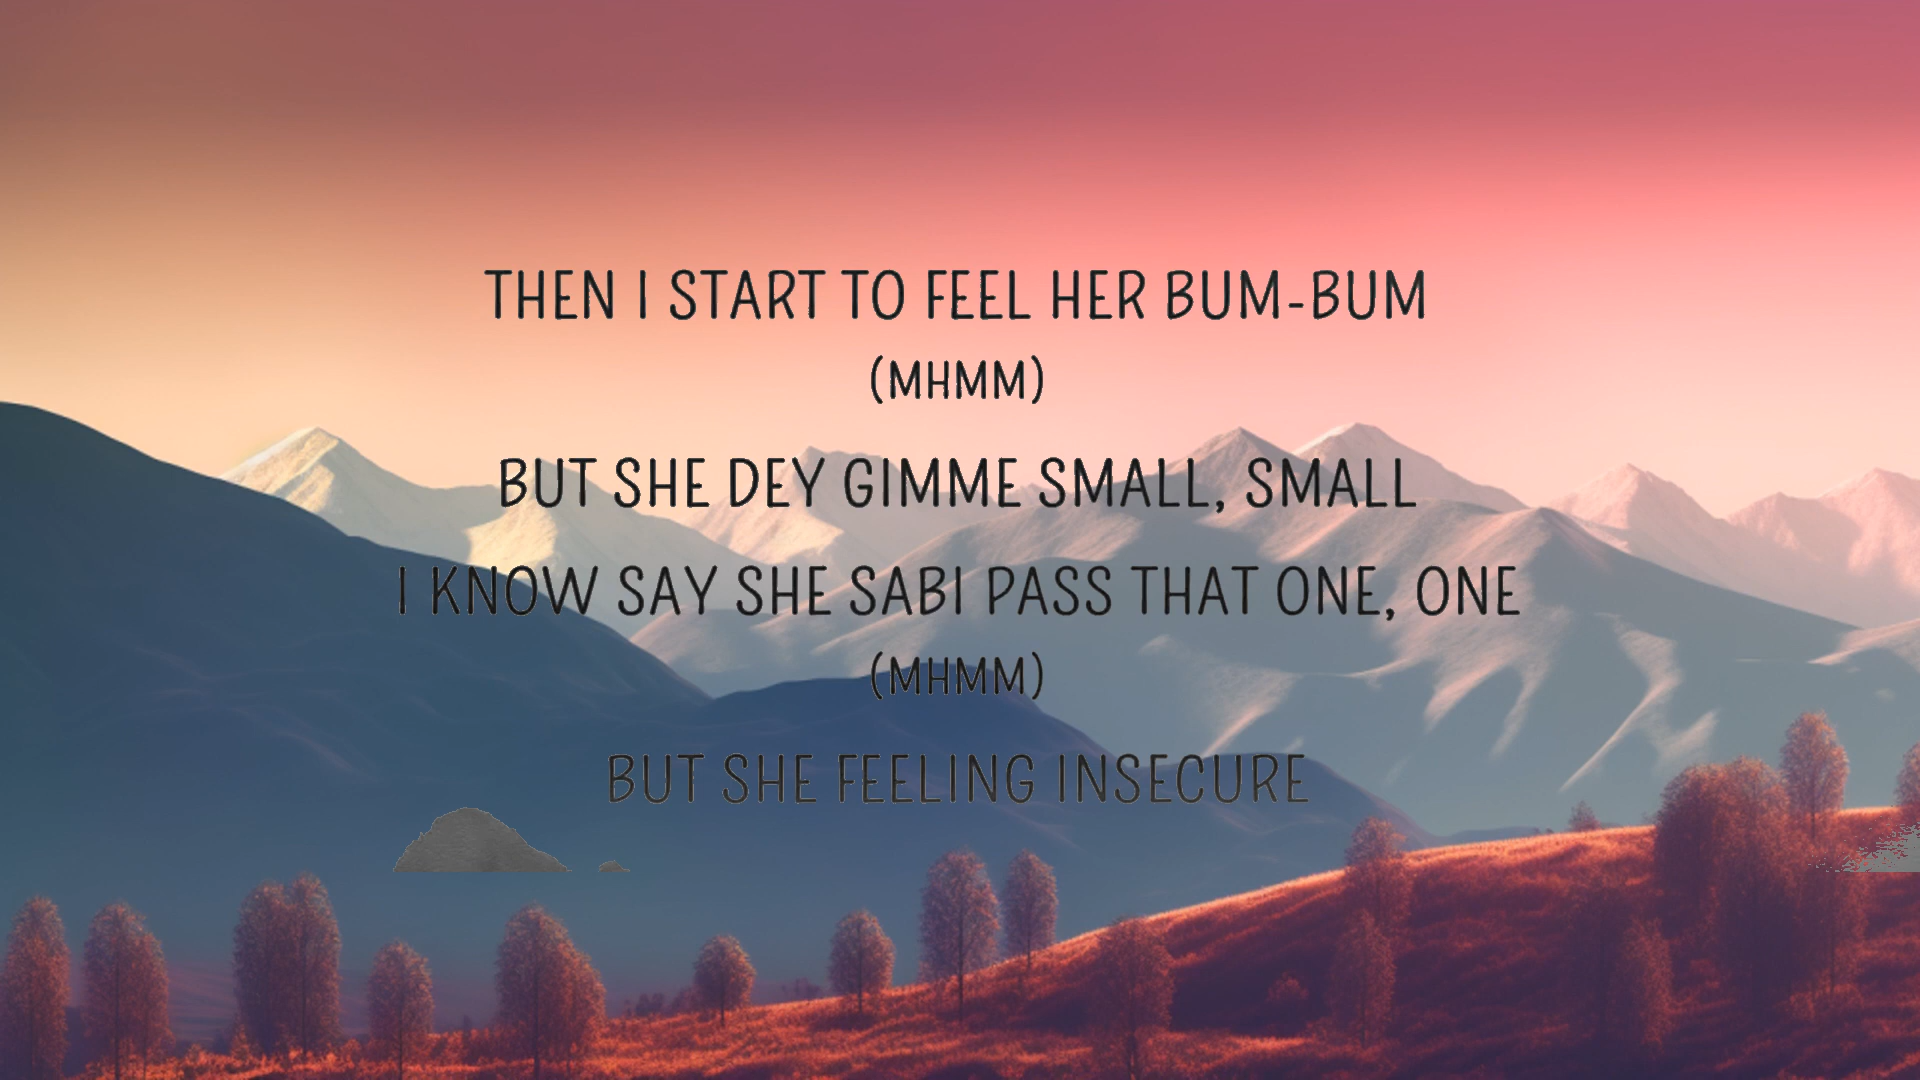 THEN I START TO FEEL HER BUM-BUM
(MHMM)
BUT SHE DEY GIMME SMALL, SMALL
I KNOW SAY SHE SABI PASS THAT ONE, ONE
(MHMM)
BUT SHE FEELING INSECURE